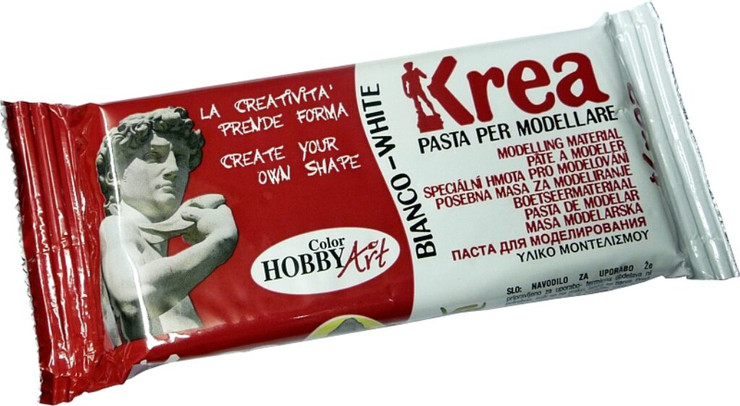 LA CREATIVITA'
PRENDE FORMA
CREATE YOUR
OWN SHAPE
Color
HOBBY Art
BIANCO – WHITE
Krea
PASTA PER MODELLARE
MODELLING MATERIAL
PÂTE A MODELER
SPECIÁLNÍ HMOTA PRO MODELOVÁNÍ
POSEBNA MASA ZA MODELIRANJE
BOETSEERMATERIAAL
PASTA DE MODELAR
MASA MODELARSKA
ПАСТА ДЛЯ МОДЕЛИРОВАНИЯ
ΥΛΙΚΟ ΜΟΝΤΕΛΙΣΜΟΥ
SLO: NAVODILO ZA UPORABO Že